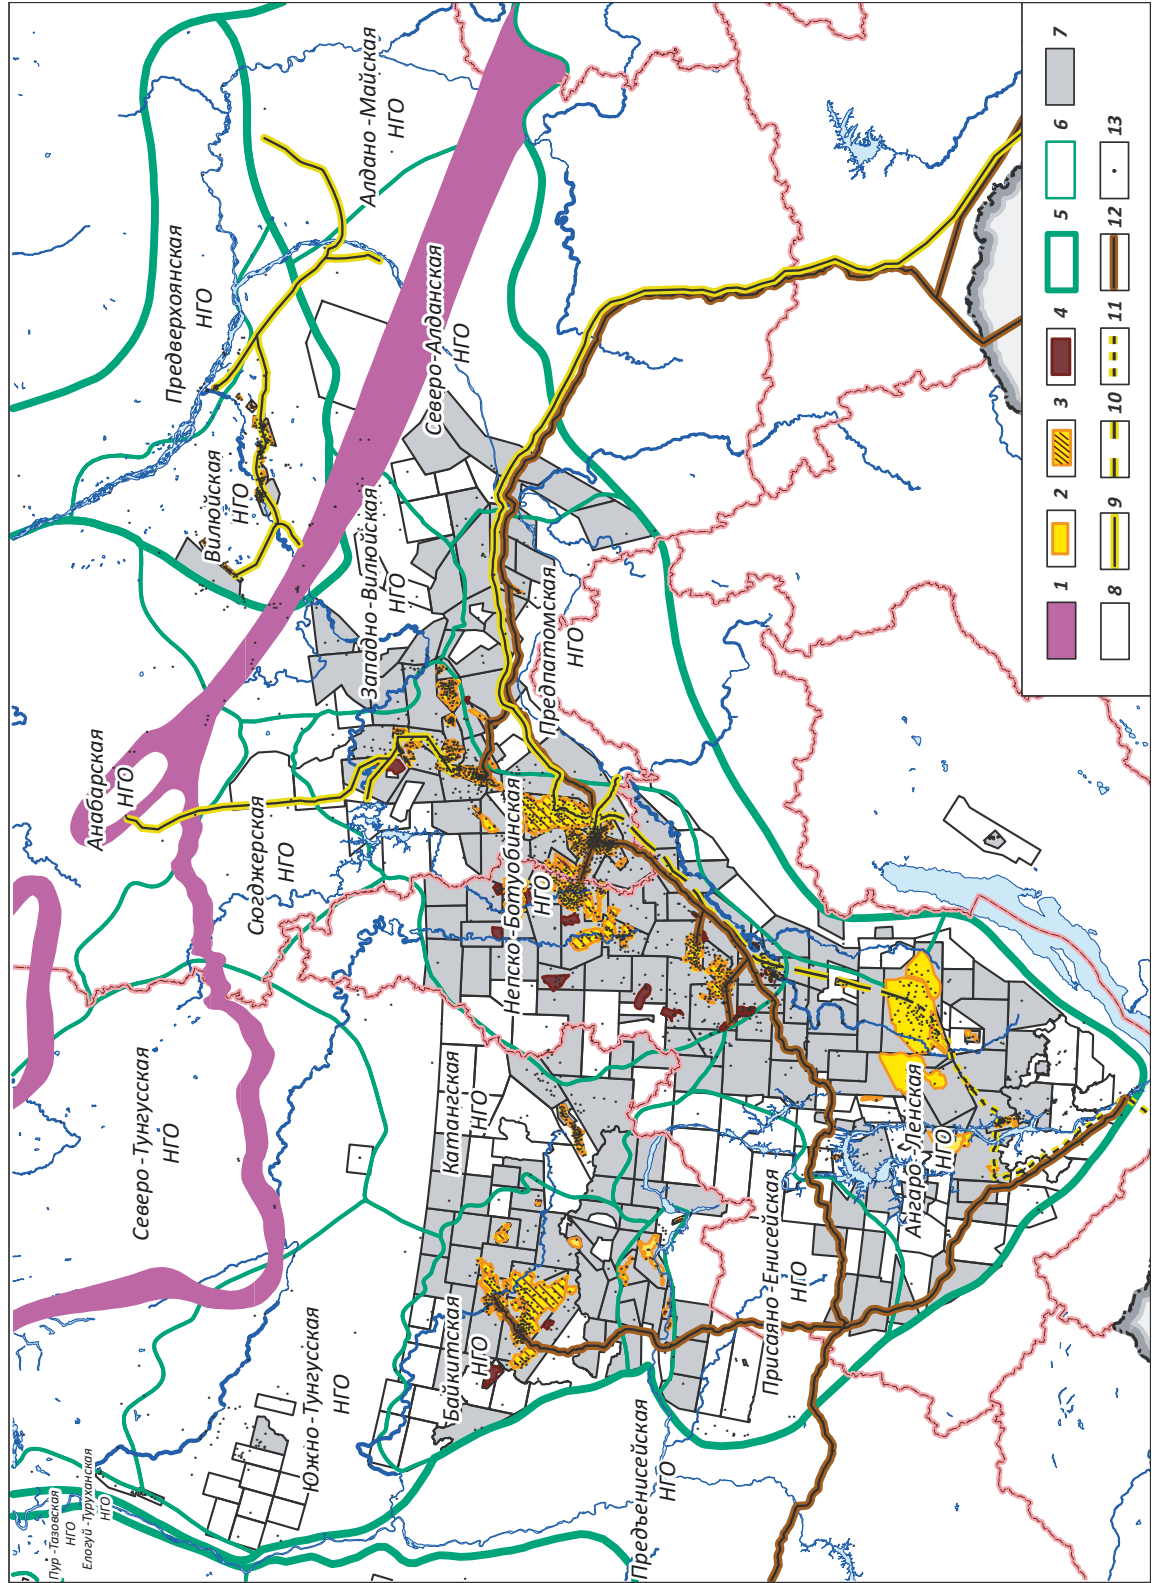 Пур -Тазовская
НГО
Елогуй -Туруханская
НГО
Южно -Тунгусская
НГО
Северо -Тунгусская
НГО
Анабарская
НГО
Сюгджерская
НГО
Вилюйская
НГО
Предверхоянская
НГО
Алдано -Майская
НГО
Северо-Алданская
НГО
Западно -Вилюйская
НГО
Предпатомская
НГО
Непско -Ботуобинская
НГО
Катангская
НГО
Байкитская
НГО
Предъенисейская
НГО
Присаяно-Енисейская
НГО
Ангаро-Ленская
НГО
1
2
3
4
5
6
7
8
9
10
11
12
13